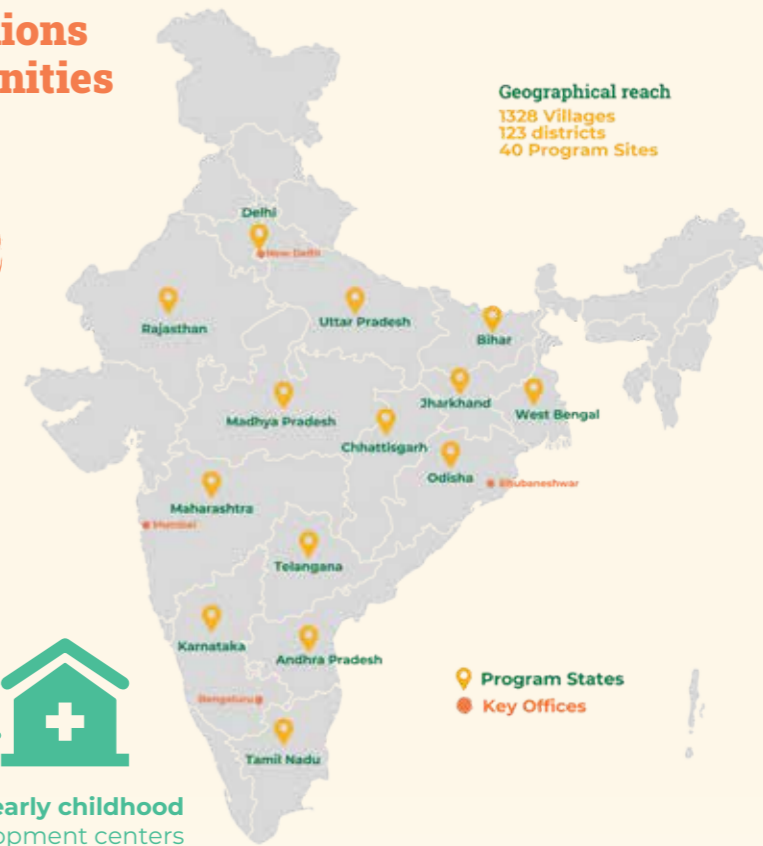 ions
nities
Geographical reach
1328 Villages
123 districts
40 Program Sites
Delhi
New Delhi
Rajasthan
Uttar Pradesh
Bihar
Jharkhand
West Bengal
Madhya Pradesh
Chhattisgarh
Odisha
Bhubaneshwar
Maharashtra
Mumbai
Telangana
Karnataka
Andhra Pradesh
Program States
Key Offices
Bengaluru
Tamil Nadu
early childhood
opment centers